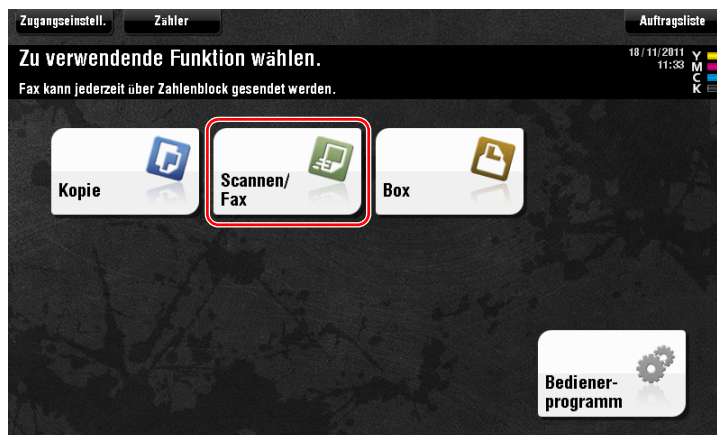 Zugangseinstell. Zähler Auftragsliste
Zu verwendende Funktion wählen.
Fax kann jederzeit über Zahlenblock gesendet werden.
18/11/2011
11:33
Y
M
C
K
Kopie
Scannen/
Fax
Box
Bediener-
programm